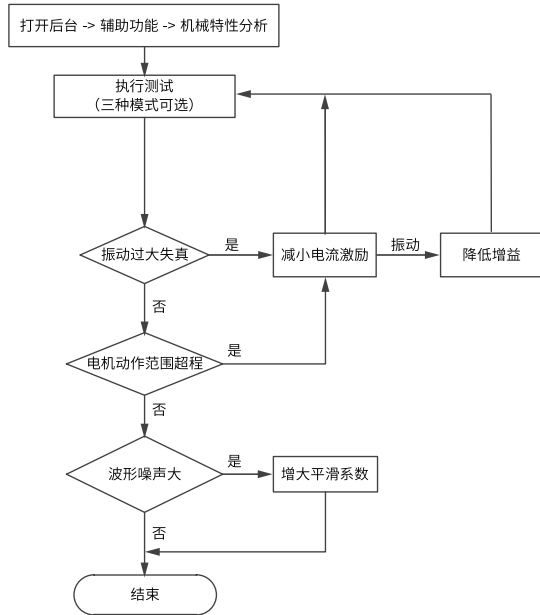 打开后台 -> 辅助功能 -> 机械特性分析
执行测试
（三种模式可选）
振动过大失真
是
减小电流激励
振动
降低增益
否
电机动作范围超程
是
否
波形噪声大
是
增大平滑系数
否
结束